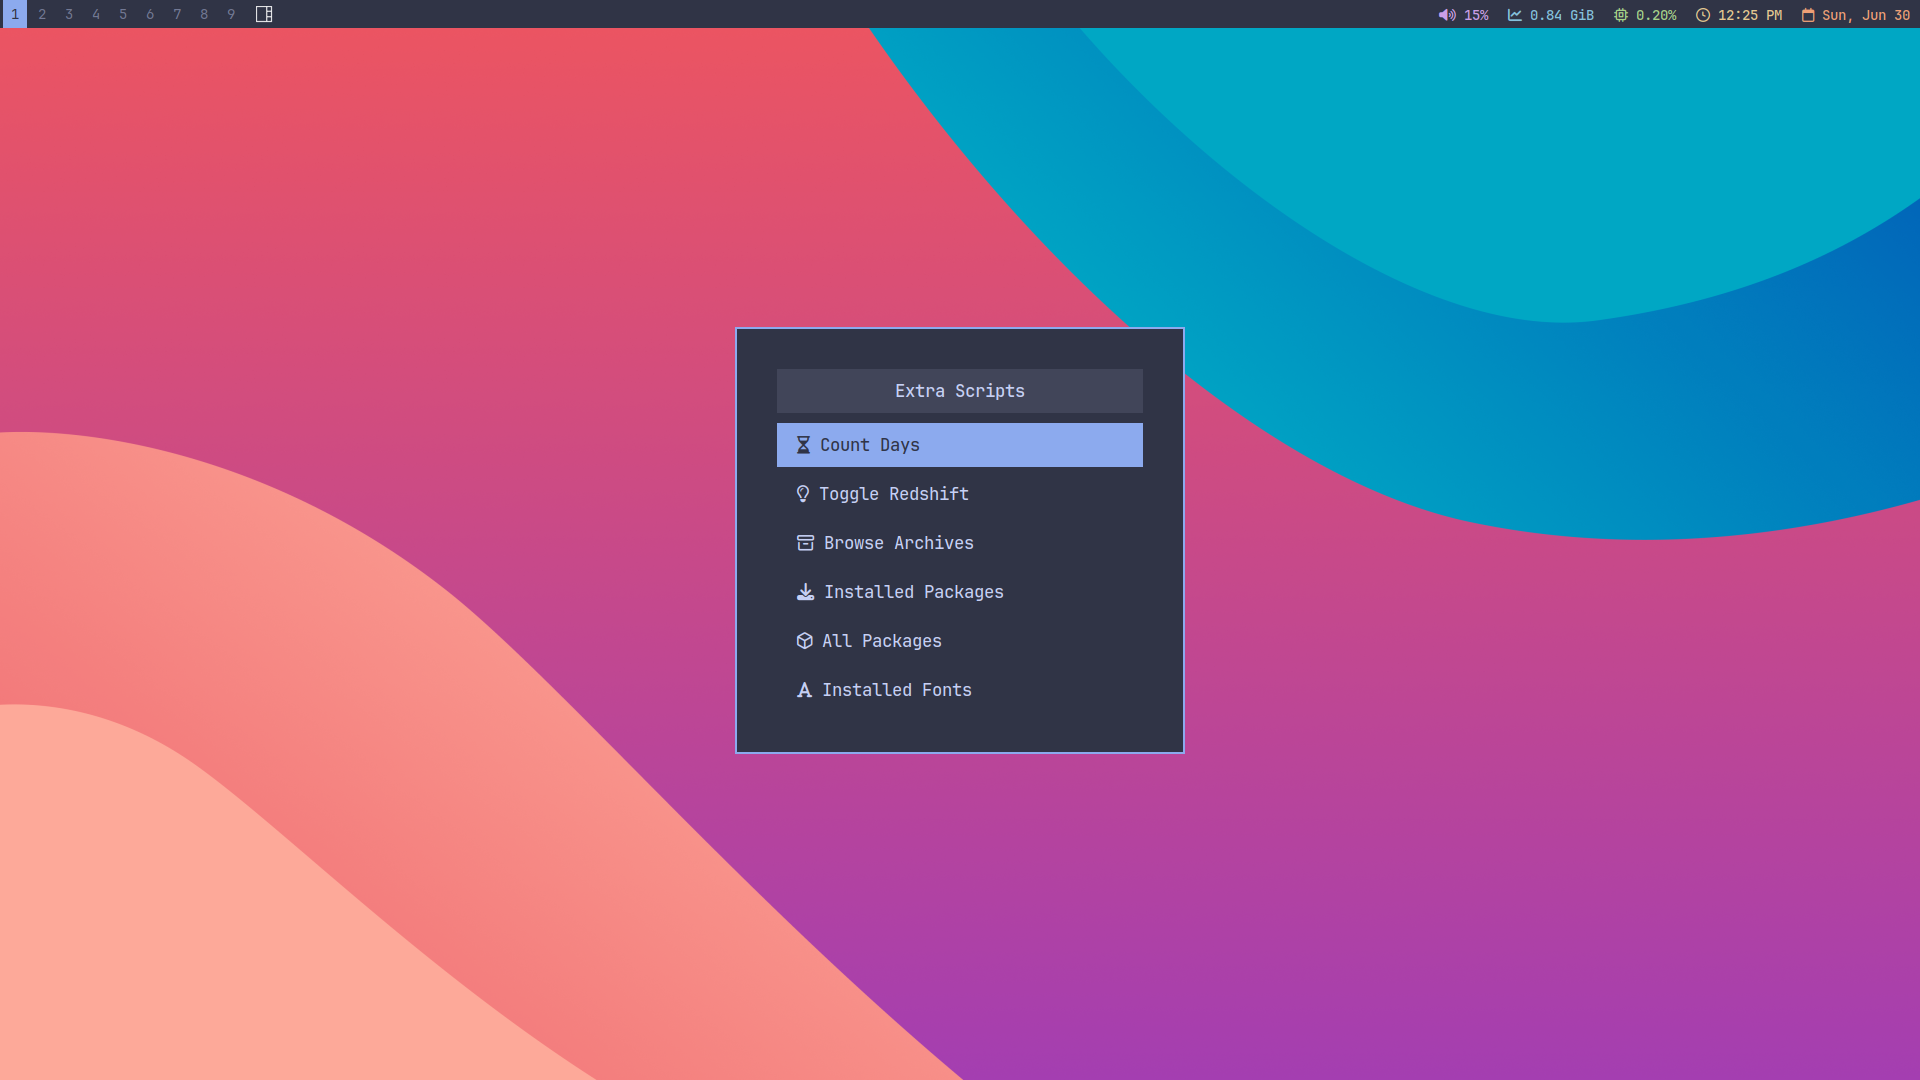 1 2 3 4 5 6 7 8 9 15% 0.84 GiB 0.20% 12:25 PM Sun, Jun 30
Extra Scripts
Count Days
Toggle Redshift
Browse Archives
Installed Packages
All Packages
Installed Fonts